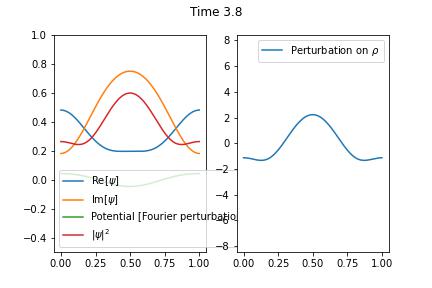 Time 3.8
1.0
0.8
0.6
0.4
0.2
0.0
−0.2
−0.4
0.00 0.25 0.50 0.75 1.00
Re[ψ]
Im[ψ]
Potential [Fourier perturbatio
|ψ|²
8
6
4
2
0
−2
−4
−8
0.00 0.25 0.50 0.75 1.00
Perturbation on ρ